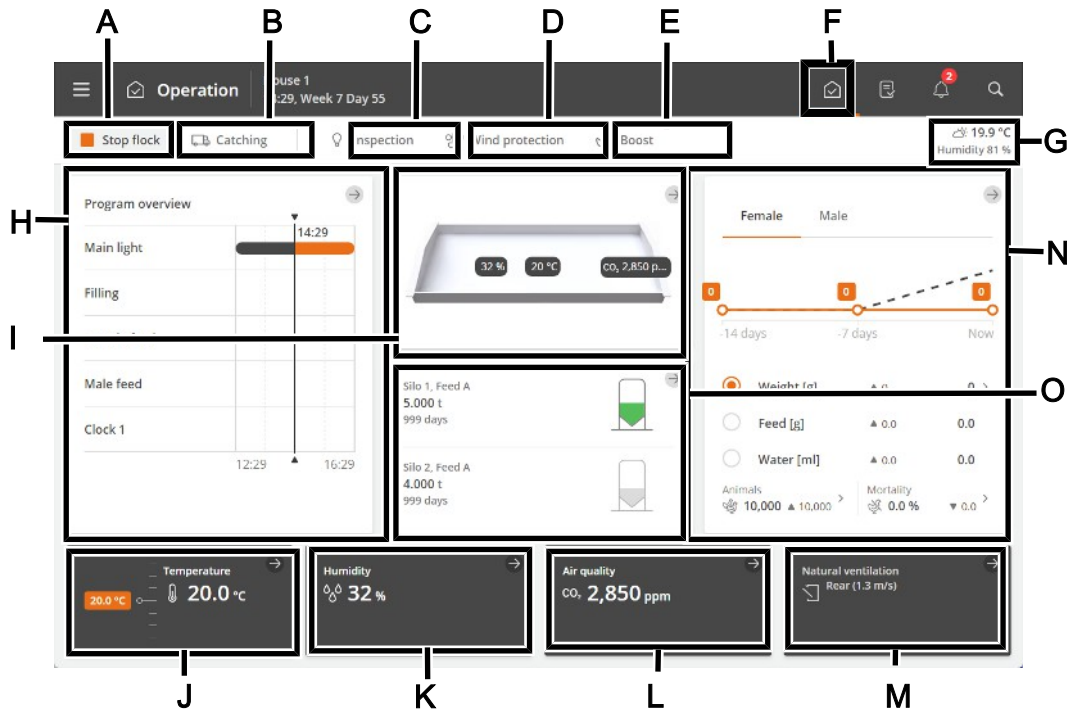 A B C D E F
2
Operation
ouse 1
:29, Week 7 Day 55
Stop flock
Catching
nspection
Wind protection
Boost
19.9 °C
Humidity 81 %
G
H
Program overview
14:29
Main light
Filling
Male feed
Clock 1
12:29 16:29
I
32 %
20 °C
CO₂ 2,850 p...
Silo 1, Feed A
5.000 t
999 days
Silo 2, Feed A
4.000 t
999 days
Female Male
N
0 0 0
-14 days -7 days Now
Weight [g] ▲ 0 0
O
Feed [g] ▲ 0.0 0.0
Water [ml] ▲ 0.0 0.0
Animals
10,000 ▲ 10,000
Mortality
0.0 % ▼ 0.0
Temperature
20.0 °C
20.0 °C
Humidity
32 %
Air quality
CO₂ 2,850 ppm
Natural ventilation
Rear (1.3 m/s)
J K L M